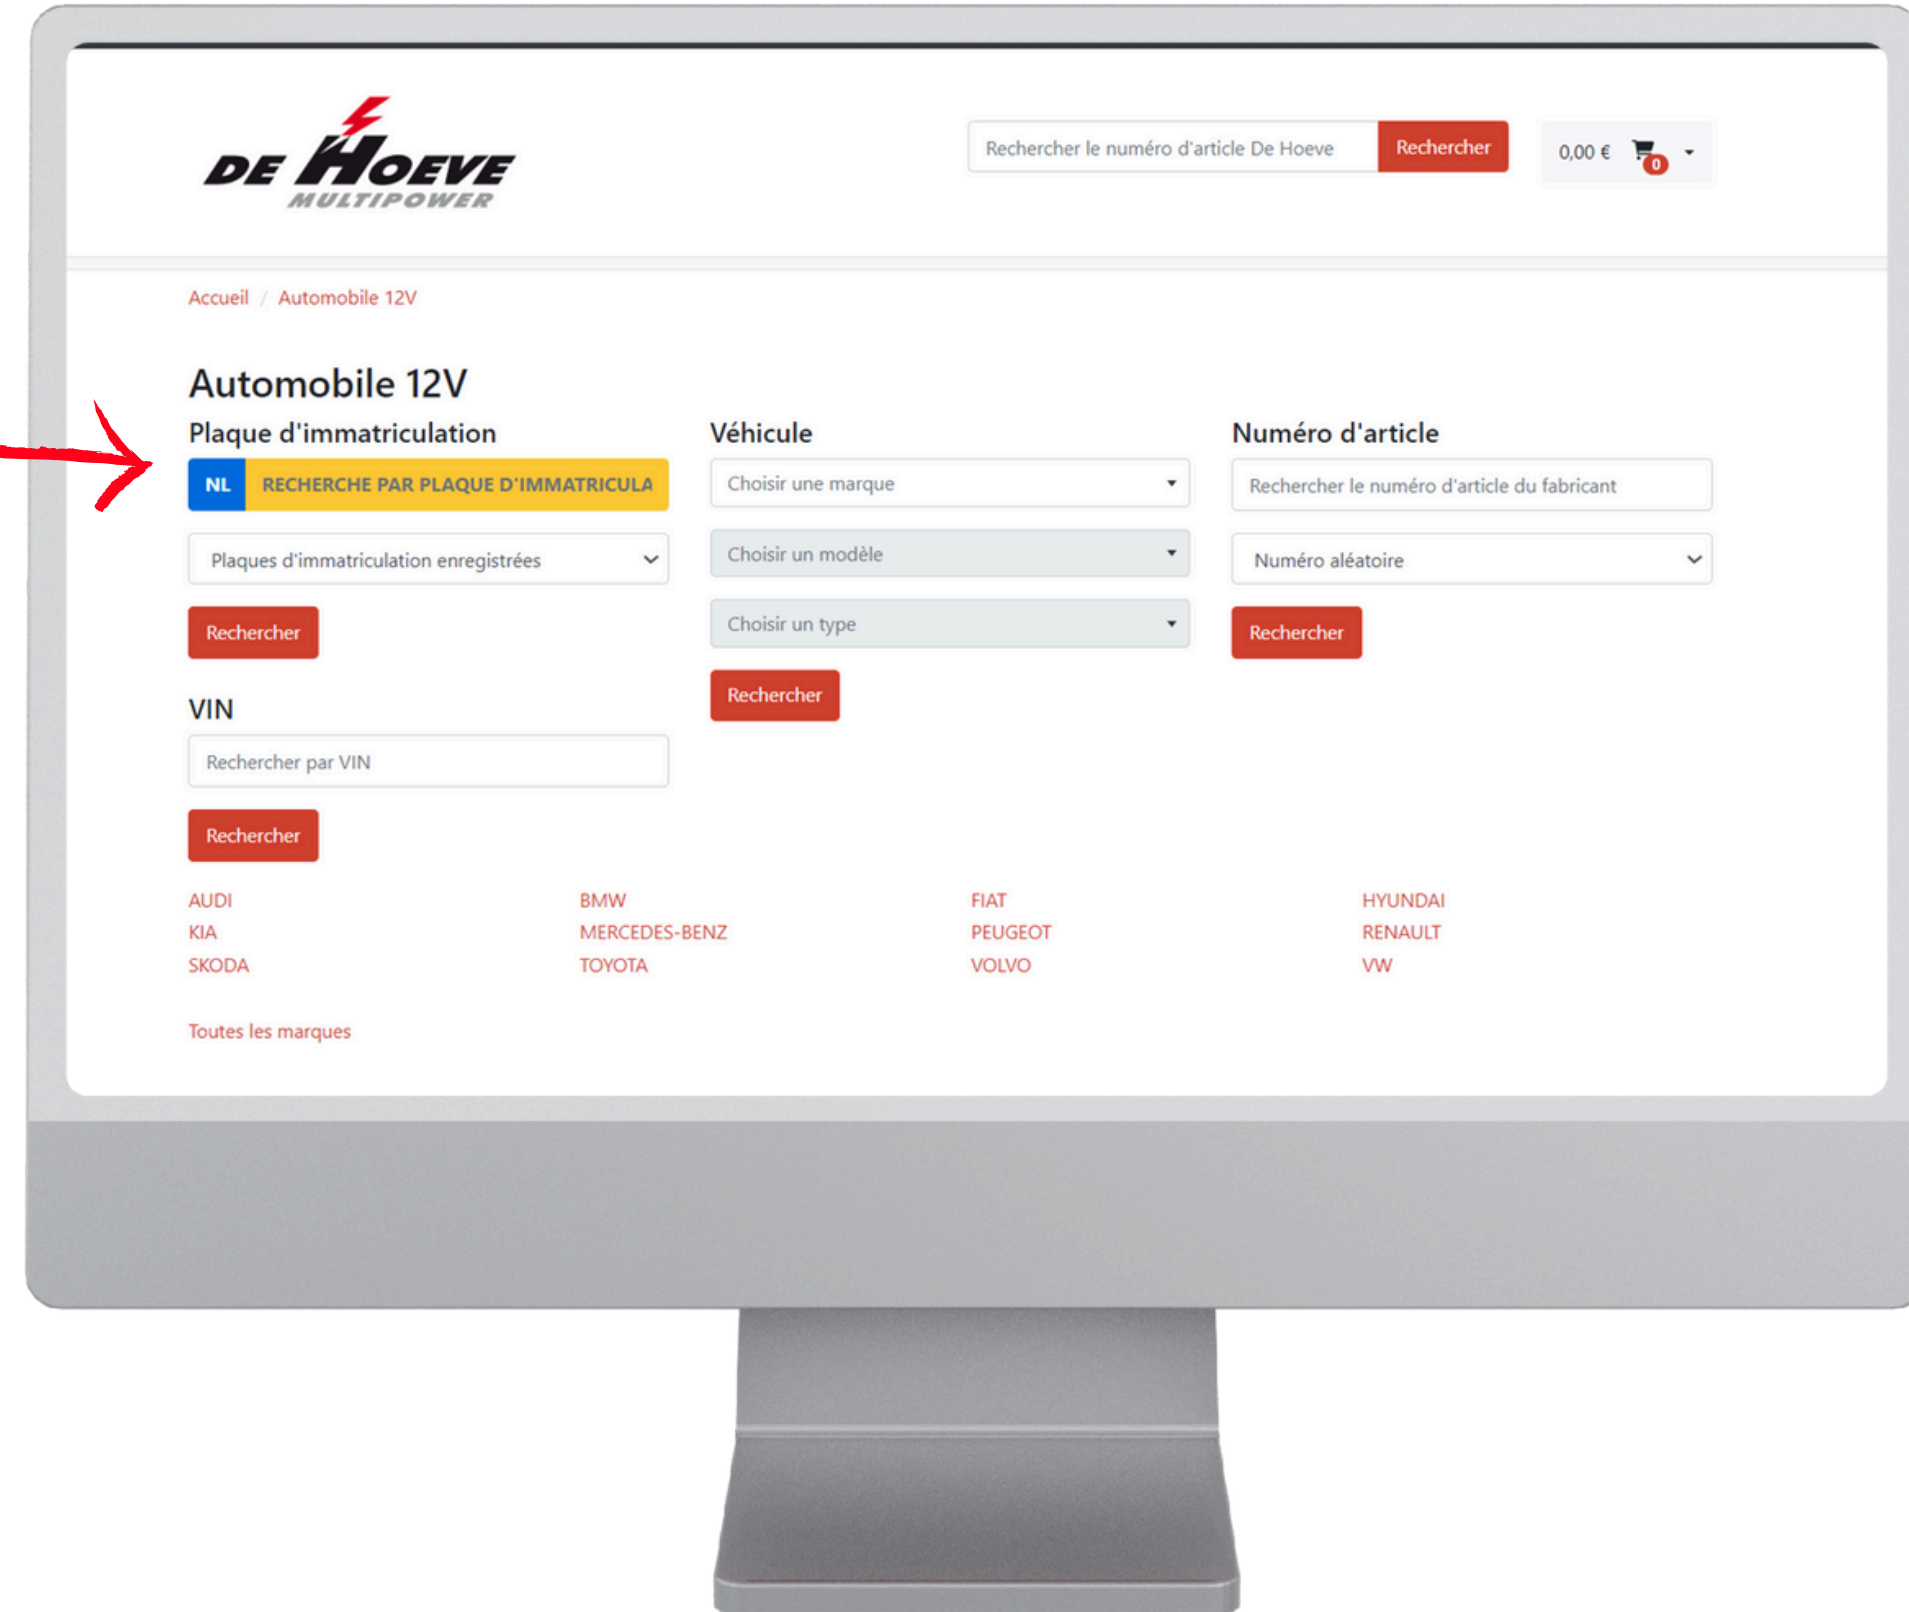 DE HOEVE
MULTIPOWER
Rechercher le numéro d'article De Hoeve
Rechercher
0,00 €
0
Accueil / Automobile 12V
Automobile 12V
Plaque d'immatriculation
NL
RECHERCHE PAR PLAQUE D'IMMATRICULA
Plaques d'immatriculation enregistrées
Rechercher
VIN
Rechercher par VIN
Rechercher
Véhicule
Choisir une marque
Choisir un modèle
Choisir un type
Rechercher
Numéro d'article
Rechercher le numéro d'article du fabricant
Numéro aléatoire
Rechercher
AUDI BMW FIAT HYUNDAI
KIA MERCEDES-BENZ PEUGEOT RENAULT
SKODA TOYOTA VOLVO VW
Toutes les marques